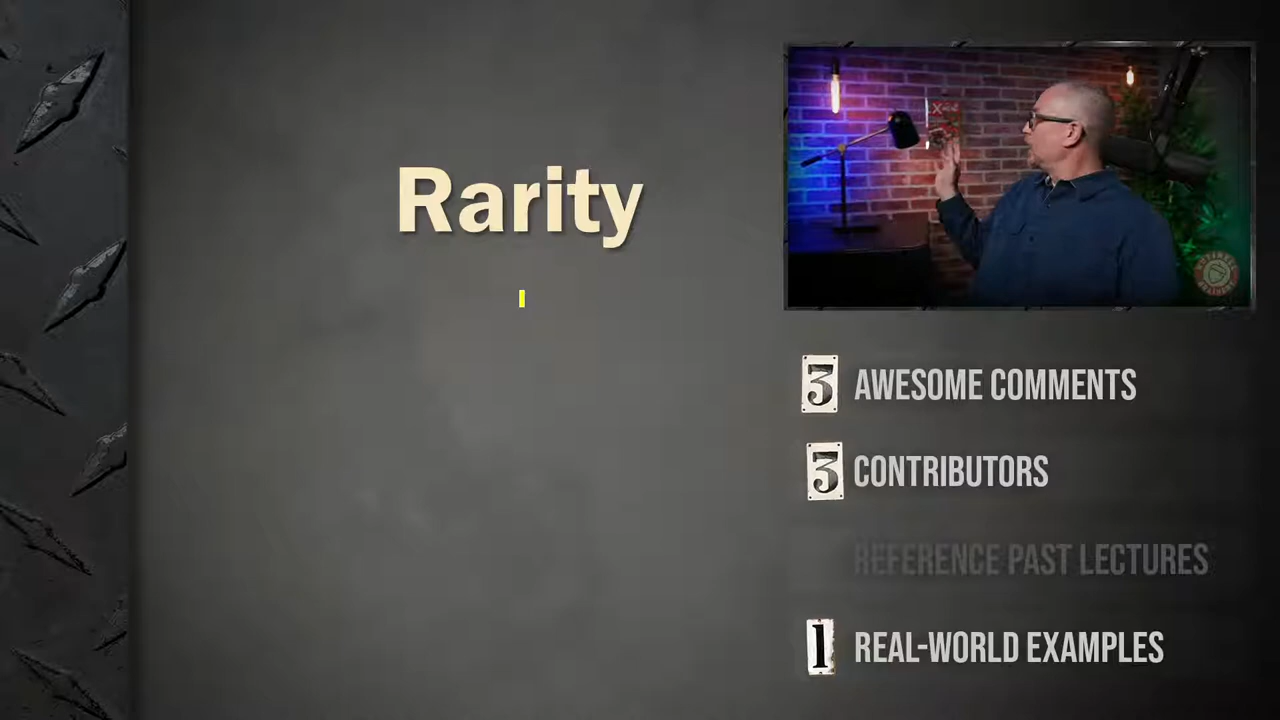 Rarity
3 AWESOME COMMENTS
3 CONTRIBUTORS
REFERENCE PAST LECTURES
1 REAL-WORLD EXAMPLES